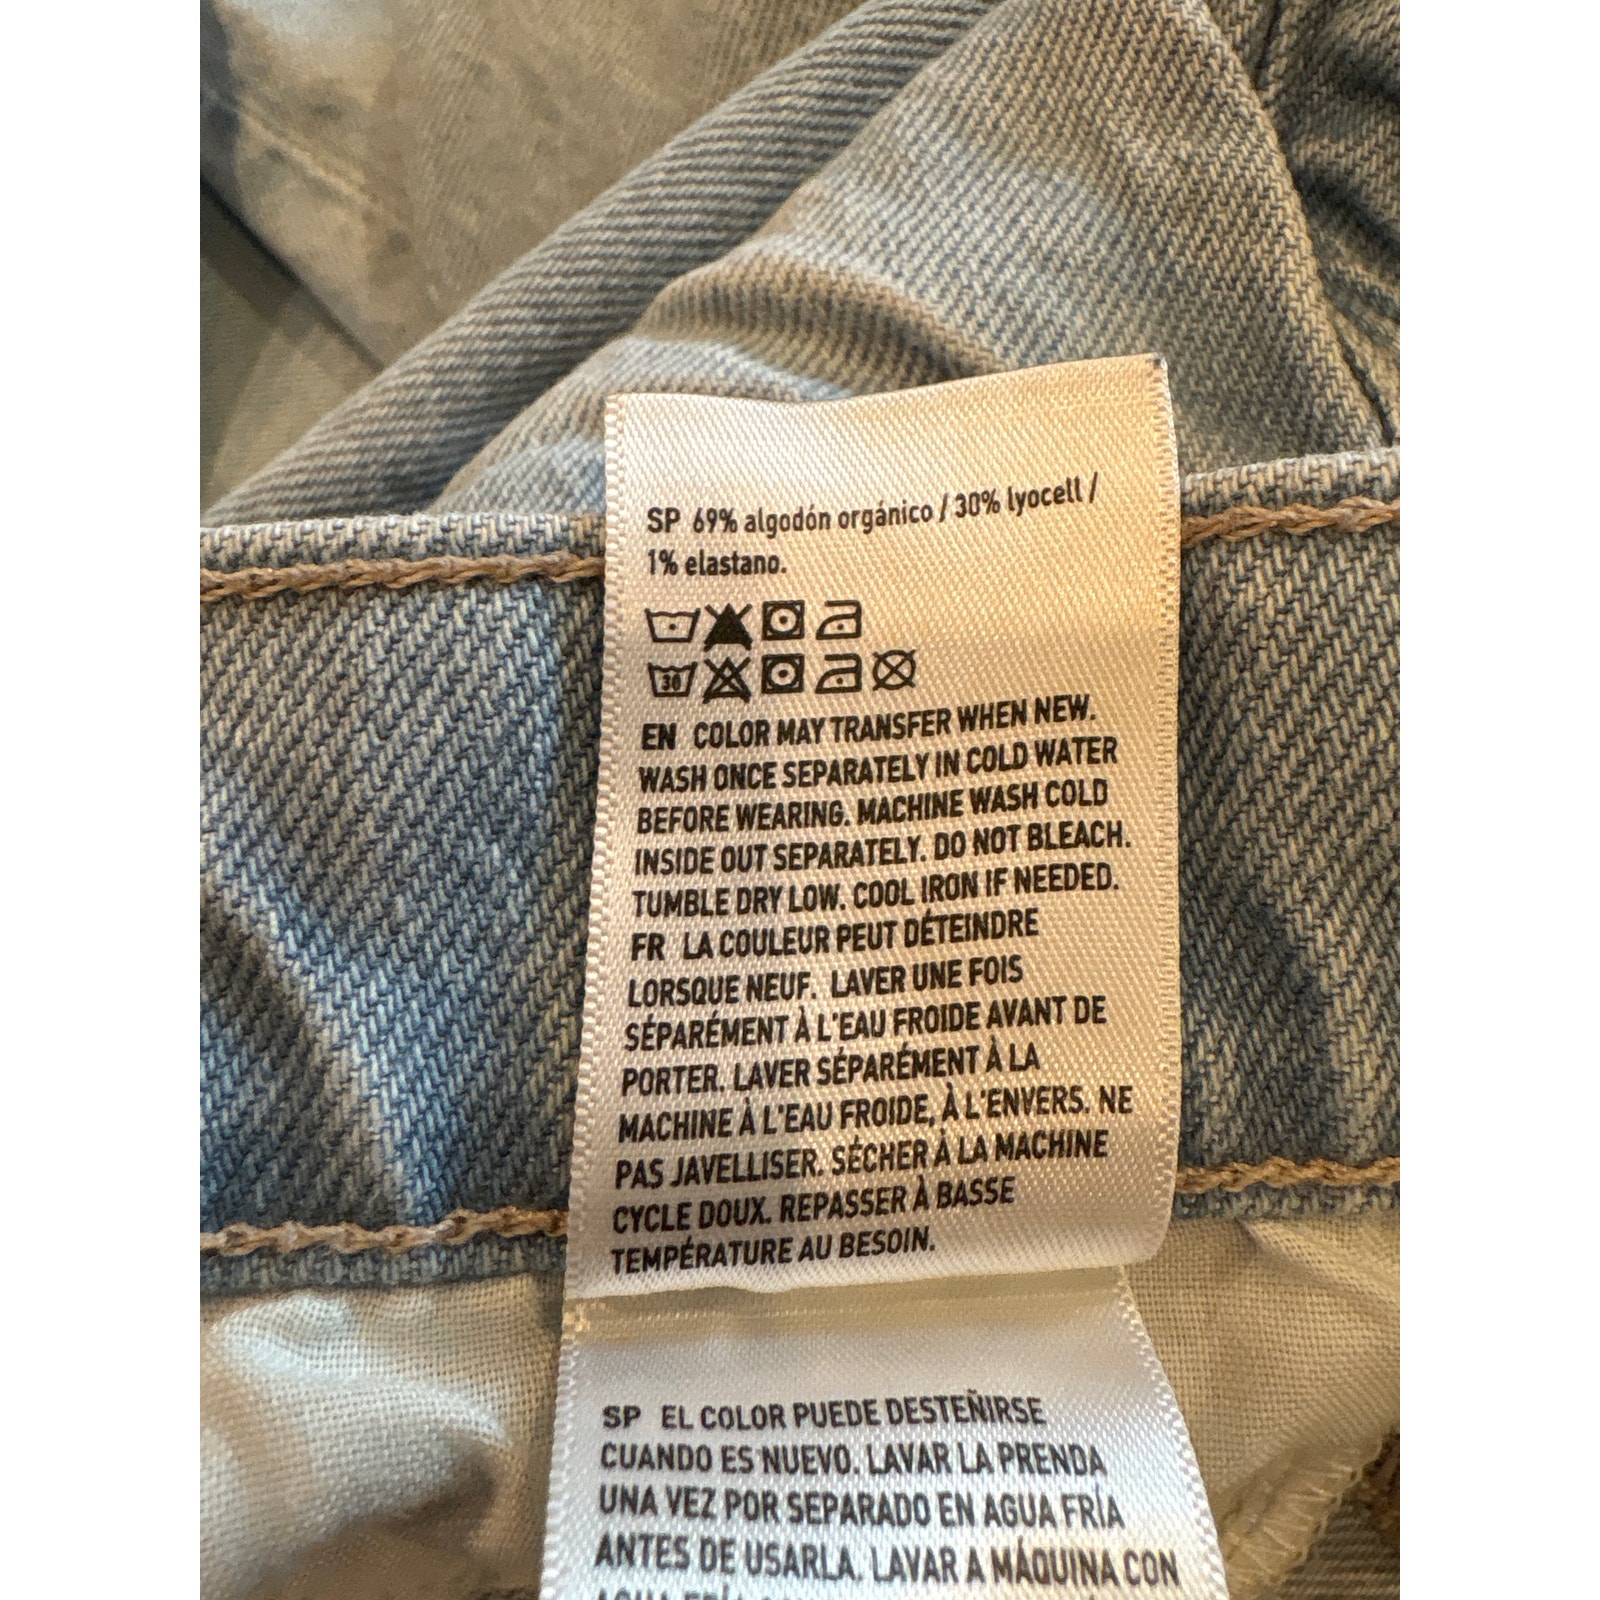 SP 69% algodón orgánico / 30% lyocell /
1% elastano.
30
EN COLOR MAY TRANSFER WHEN NEW.
WASH ONCE SEPARATELY IN COLD WATER
BEFORE WEARING. MACHINE WASH COLD
INSIDE OUT SEPARATELY. DO NOT BLEACH.
TUMBLE DRY LOW. COOL IRON IF NEEDED.
FR LA COULEUR PEUT DÉTEINDRE
LORSQUE NEUF. LAVER UNE FOIS
SÉPARÉMENT À L'EAU FROIDE AVANT DE
PORTER. LAVER SÉPARÉMENT À LA
MACHINE À L'EAU FROIDE, À L'ENVERS. NE
PAS JAVELLISER. SÉCHER À LA MACHINE
CYCLE DOUX. REPASSER À BASSE
TEMPÉRATURE AU BESOIN.
SP EL COLOR PUEDE DESTEÑIRSE
CUANDO ES NUEVO. LAVAR LA PRENDA
UNA VEZ POR SEPARADO EN AGUA FRÍA
ANTES DE USARLA. LAVAR A MÁQUINA CON
AGUA FRÍA